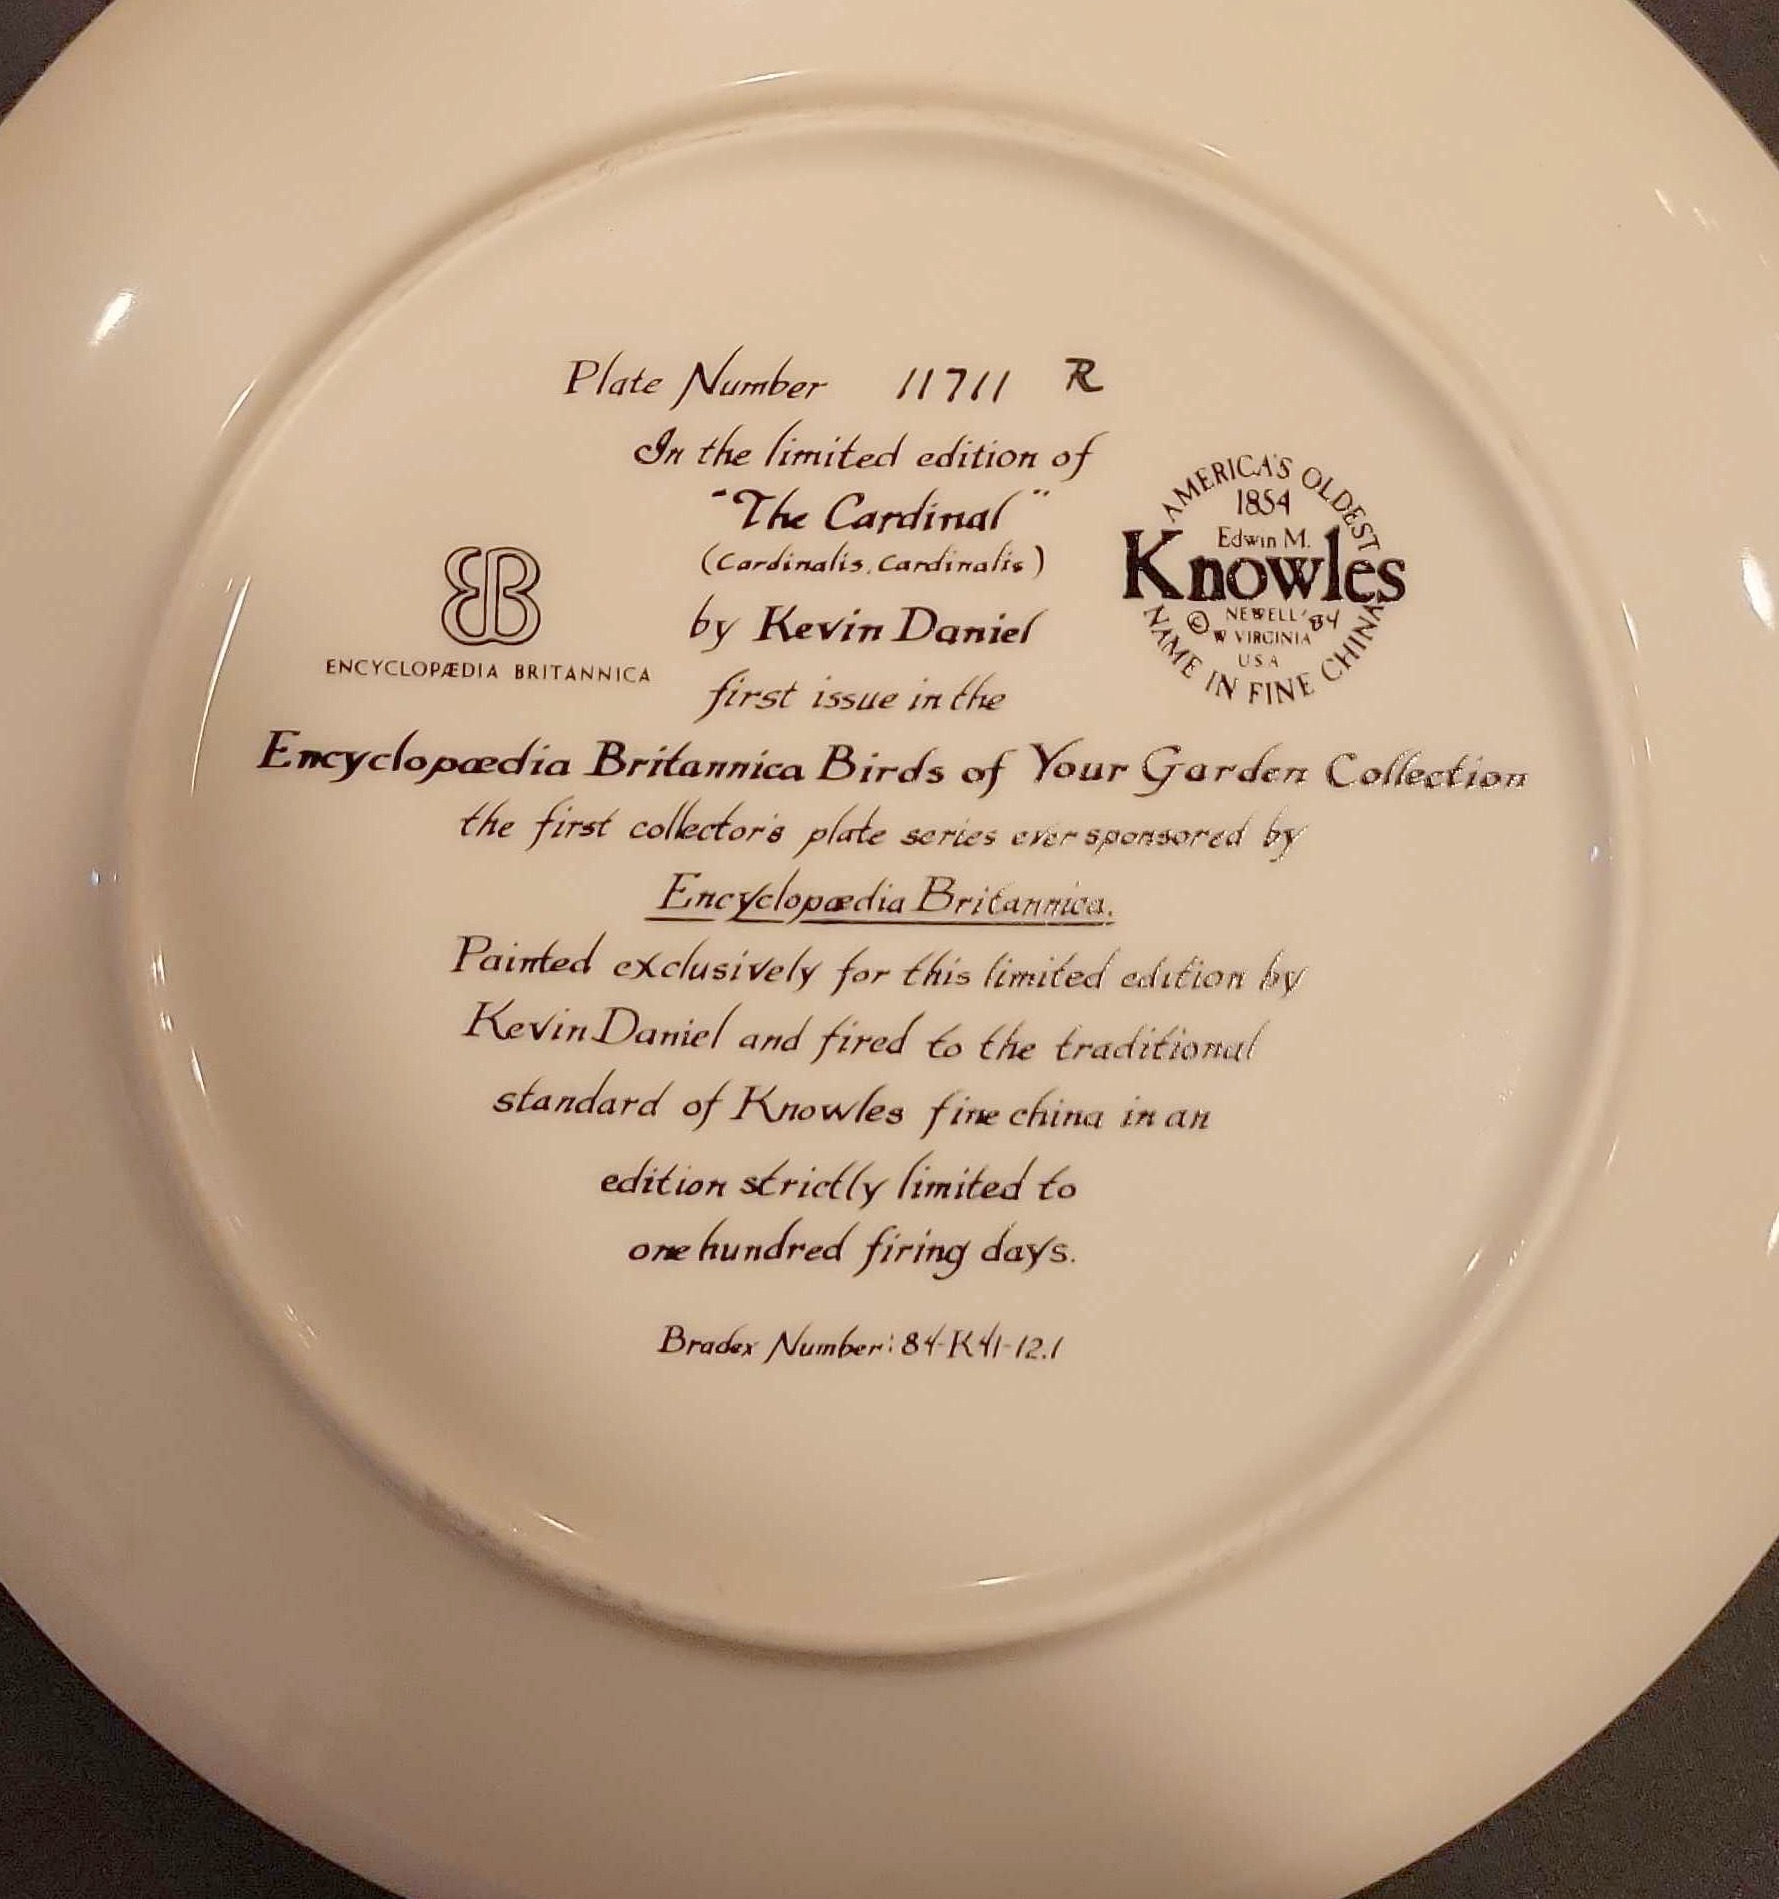 Plate Number 11711 R
In the limited edition of
"The Cardinal"
(Cardinalis. Cardinalis)
by Kevin Daniel
first issue in the
Encyclopædia Britannica Birds of Your Garden Collection
the first collector's plate series ever sponsored by
Encyclopædia Britannica.
Painted exclusively for this limited edition by
Kevin Daniel and fired to the traditional
standard of Knowles fine china in an
edition strictly limited to
one hundred firing days.
Bradex Number: 84-K41-12.1
EB
ENCYCLOPÆDIA BRITANNICA
AMERICA'S OLDEST
1854
Edwin M.
Knowles
© NEWELL '84
W VIRGINIA
USA
NAME IN FINE CHINA